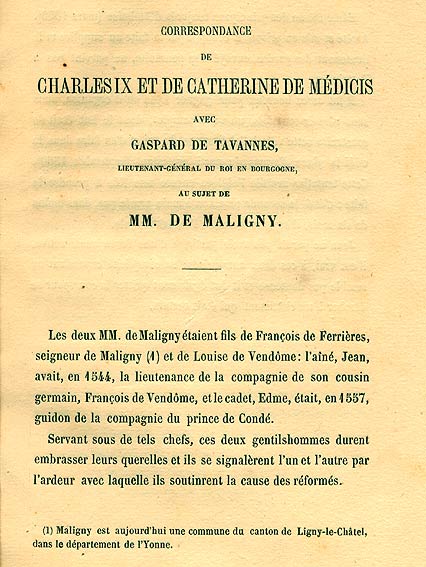 CORRESPONDANCE
DE
CHARLES IX ET DE CATHERINE DE MÉDICIS
AVEC
GASPARD DE TAVANNES,
LIEUTENANT-GÉNÉRAL DU ROI EN BOURGOGNE,
AU SUJET DE
MM. DE MALIGNY.
Les deux MM. de Maligny étaient fils de François de Ferrières,
seigneur de Maligny (1) et de Louise de Vendôme : l'aîné, Jean,
avait, en 1544, la lieutenance de la compagnie de son cousin
germain, François de Vendôme, et le cadet, Edme, était, en 1557,
guidon de la compagnie du prince de Condé.
Servant sous de tels chefs, ces deux gentilshommes durent
embrasser leurs querelles et ils se signalèrent l'un et l'autre par
l'ardeur avec laquelle ils soutinrent la cause des réformés.
(1) Maligny est aujourd'hui une commune du canton de Ligny-le-Châtel,
dans le département de l'Yonne.